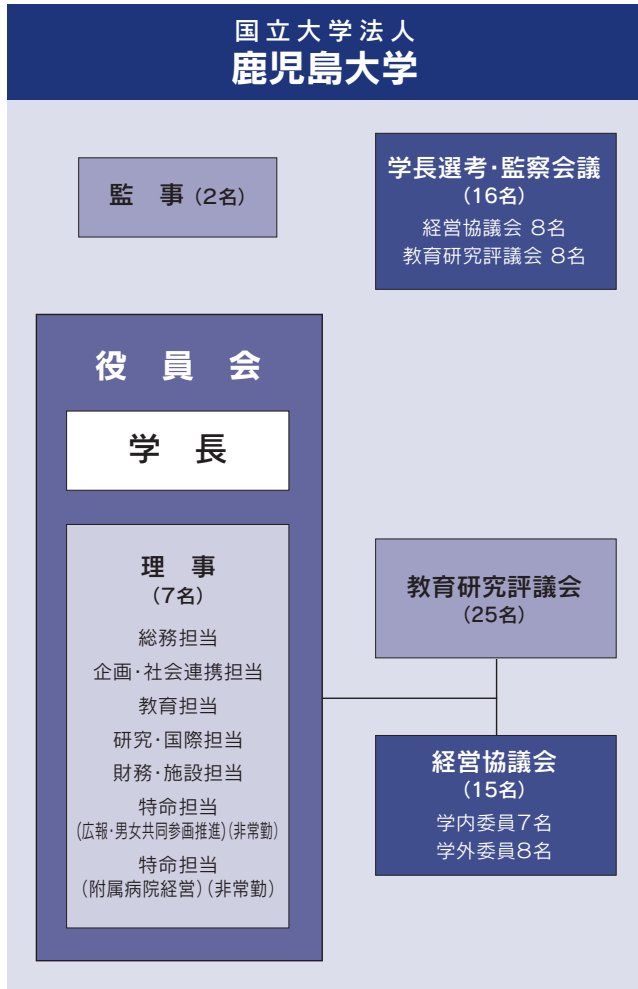 国立大学法人
鹿児島大学
監 事（2名）
学長選考･監察会議
（16名）
経営協議会 8名
教育研究評議会 8名
役 員 会
学 長
理 事
（7名）
総務担当
企画･社会連携担当
教育担当
研究･国際担当
財務･施設担当
特命担当
（広報･男女共同参画推進）（非常勤）
特命担当
（附属病院経営）（非常勤）
教育研究評議会
（25名）
経営協議会
（15名）
学内委員7名
学外委員8名